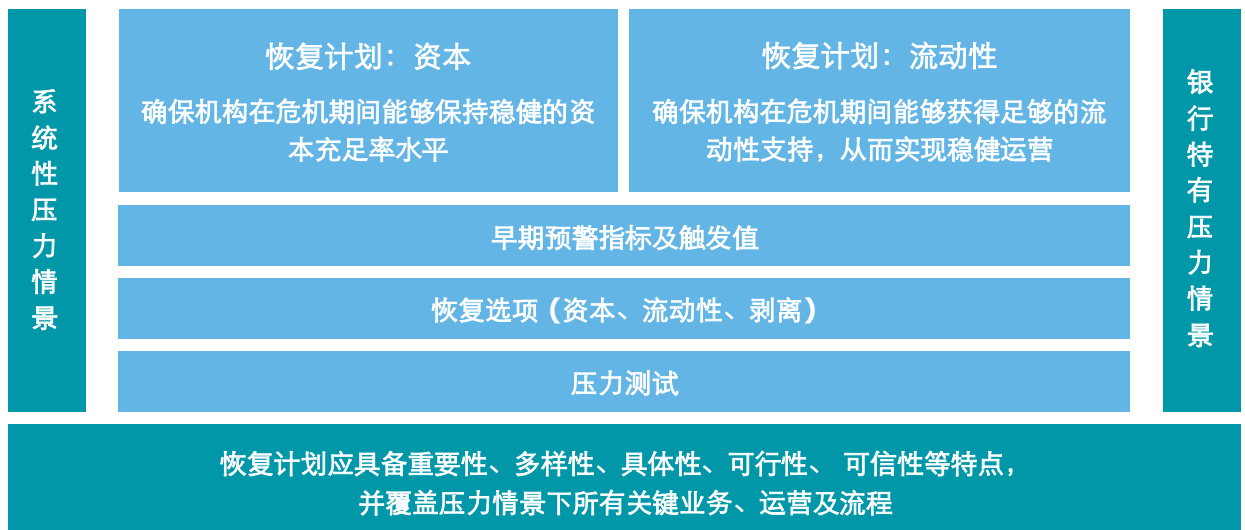 系统性压力情景
恢复计划：资本
确保机构在危机期间能够保持稳健的资
本充足率水平
恢复计划：流动性
确保机构在危机期间能够获得足够的流
动性支持，从而实现稳健运营
银行特有压力情景
早期预警指标及触发值
恢复选项（资本、流动性、剥离）
压力测试
恢复计划应具备重要性、多样性、具体性、可行性、 可信性等特点，
并覆盖压力情景下所有关键业务、运营及流程